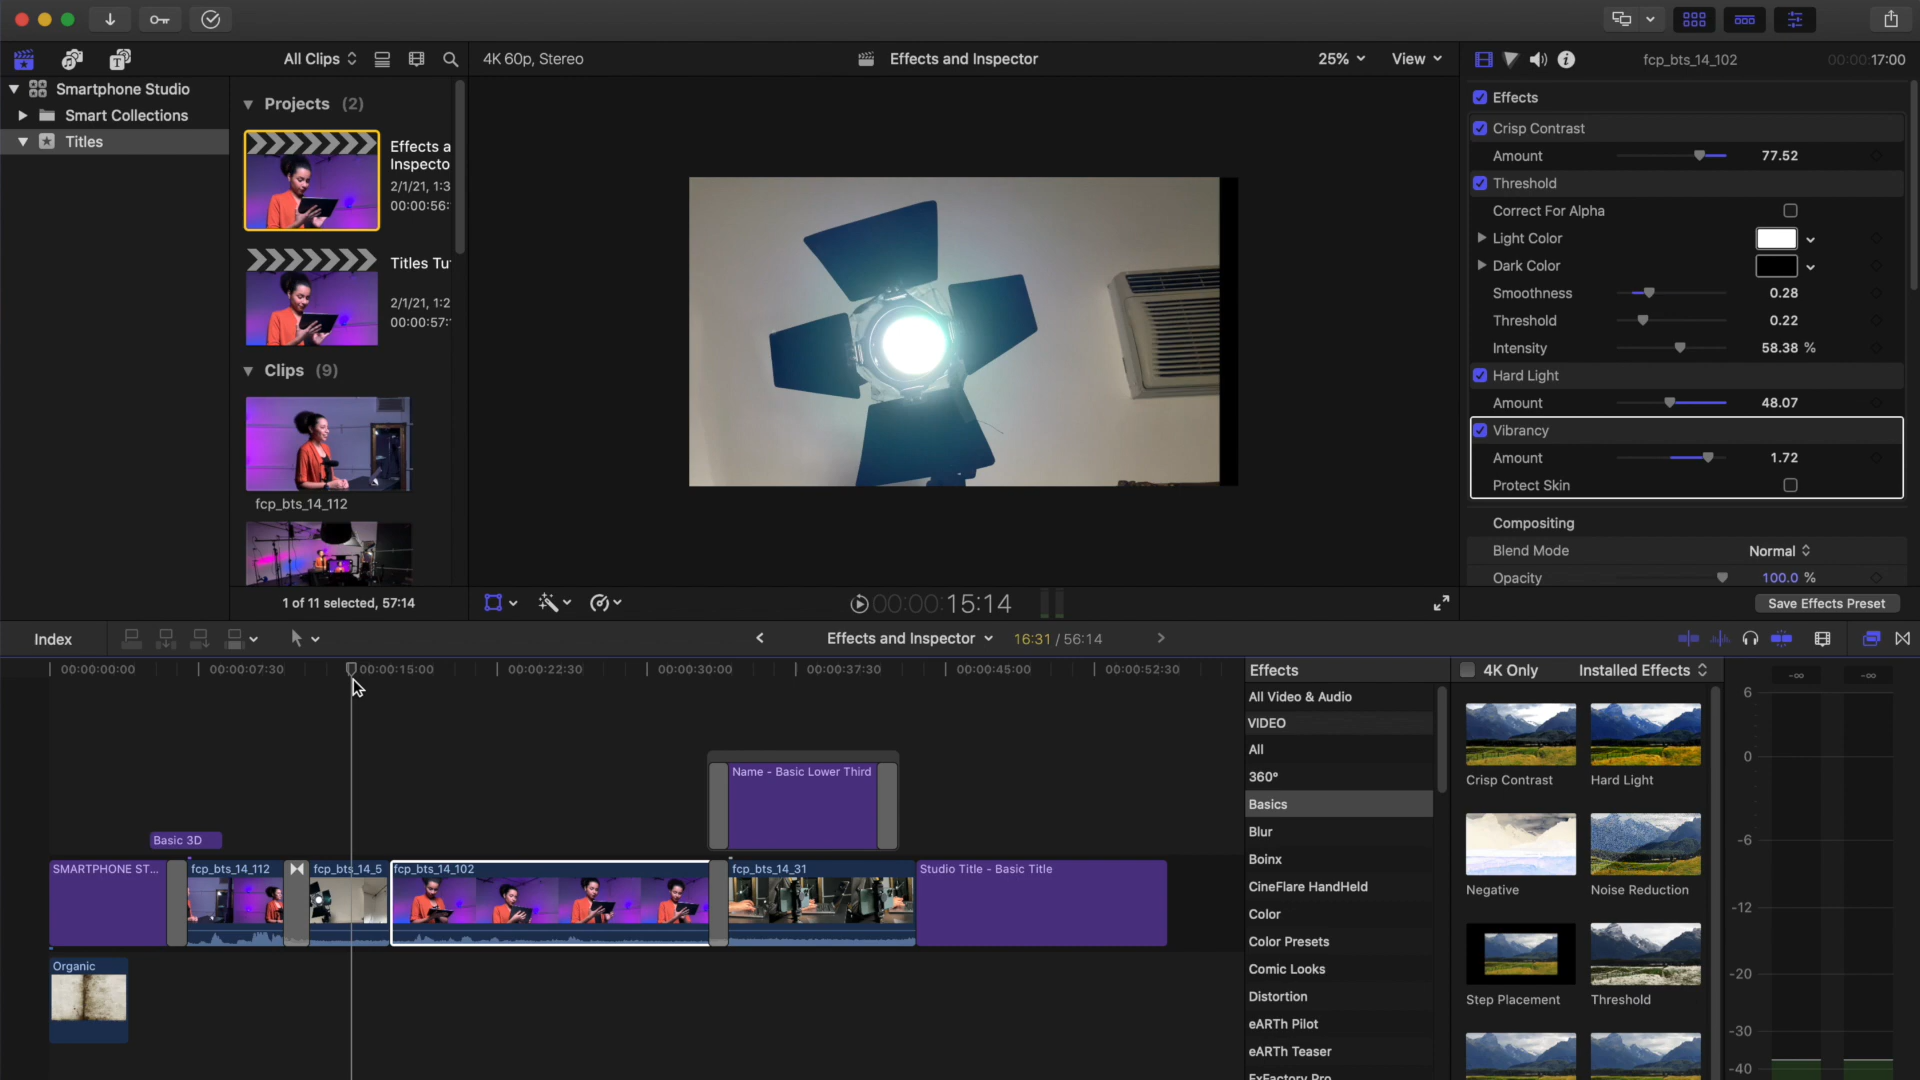 All Clips
4K 60p, Stereo
Effects and Inspector
25%
View
fcp_bts_14_102
00:00:17:00
Smartphone Studio
Smart Collections
Titles
Projects (2)
Effects a
Inspecto
2/1/21, 1:3
00:00:56:
Titles Tu
2/1/21, 1:2
00:00:57:
Clips (9)
fcp_bts_14_112
1 of 11 selected, 57:14
Effects
Crisp Contrast
Amount 77.52
Threshold
Correct For Alpha
Light Color
Dark Color
Smoothness 0.28
Threshold 0.22
Intensity 58.38 %
Hard Light
Amount 48.07
Vibrancy
Amount 1.72
Protect Skin
Compositing
Blend Mode Normal
Opacity 100.0 %
Save Effects Preset
00:00:15:14
Index
Effects and Inspector
16:31 / 56:14
00:00:00:00
00:00:07:30
00:00:15:00
00:00:22:30
00:00:30:00
00:00:37:30
00:00:45:00
00:00:52:30
Name - Basic Lower Third
Basic 3D
SMARTPHONE ST...
fcp_bts_14_112
fcp_bts_14_5
fcp_bts_14_102
fcp_bts_14_31
Studio Title - Basic Title
Organic
Effects
All Video & Audio
VIDEO
All
360°
Basics
Blur
Boinx
CineFlare HandHeld
Color
Color Presets
Comic Looks
Distortion
eARTh Pilot
eARTh Teaser
FxFactory Pro
4K Only
Installed Effects
Crisp Contrast
Hard Light
Negative
Noise Reduction
Step Placement
Threshold
-∞
-∞
6
0
-6
-12
-20
-30
-40